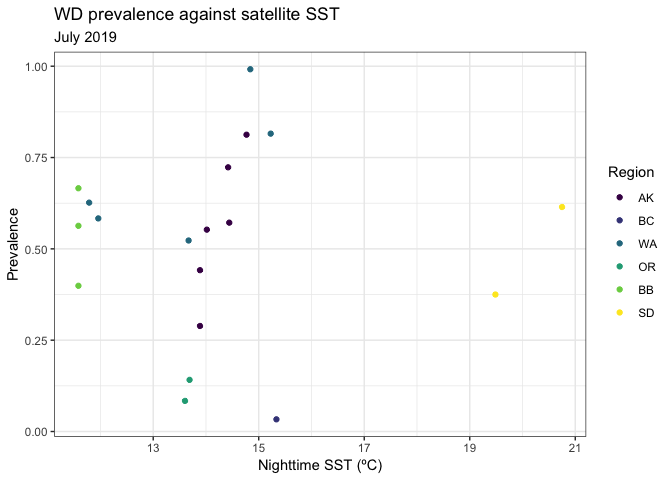 WD prevalence against satellite SST
July 2019
1.00
0.75
0.50
0.25
0.00
Prevalence
13 15 17 19 21
Nighttime SST (ºC)
Region
AK
BC
WA
OR
BB
SD